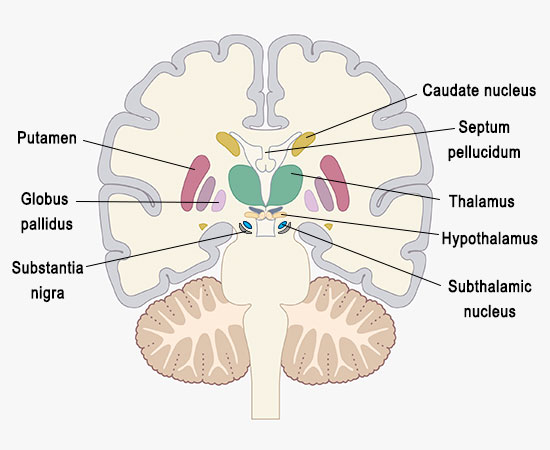 Caudate nucleus
Septum
pellucidum
Putamen
Thalamus
Globus
pallidus
Hypothalamus
Substantia
nigra
Subthalamic
nucleus